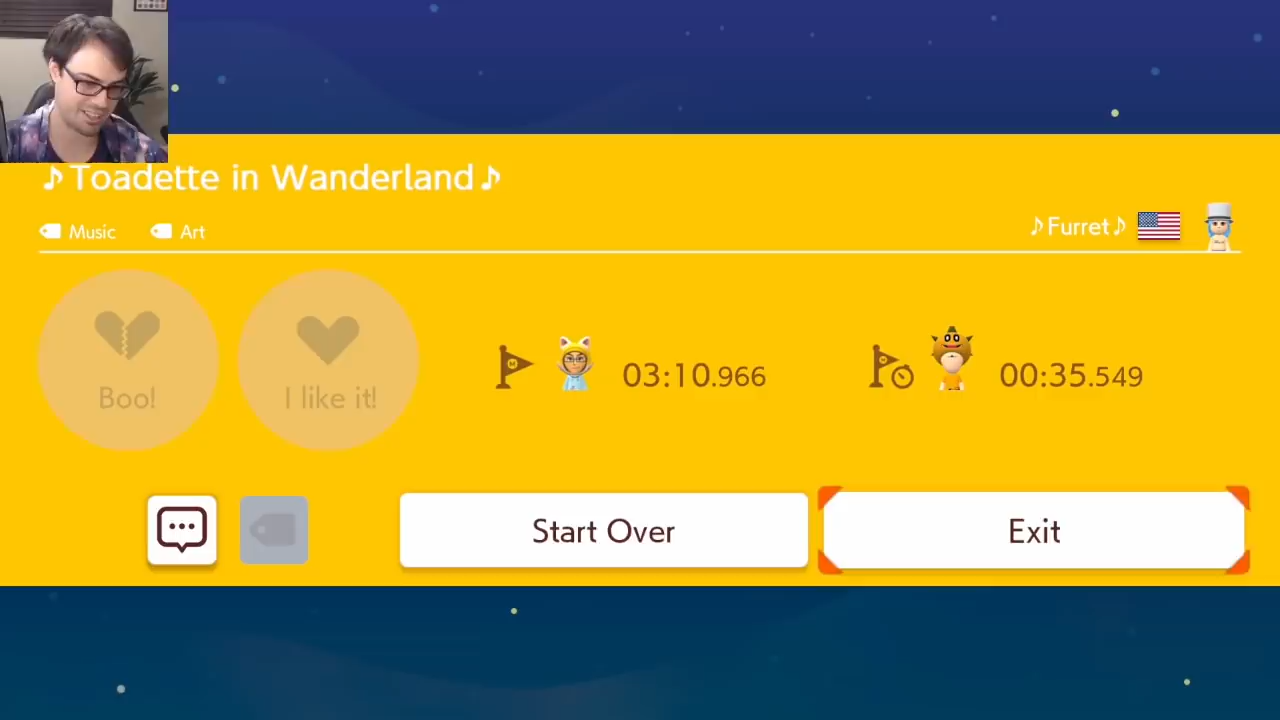 ♪Toadette in Wanderland♪
Music Art
♪Furret♪
Boo!
I like it!
M
03:10.966
M
00:35.549
Start Over
Exit